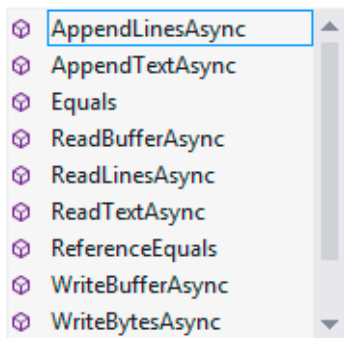 AppendLinesAsync
AppendTextAsync
Equals
ReadBufferAsync
ReadLinesAsync
ReadTextAsync
ReferenceEquals
WriteBufferAsync
WriteBytesAsync